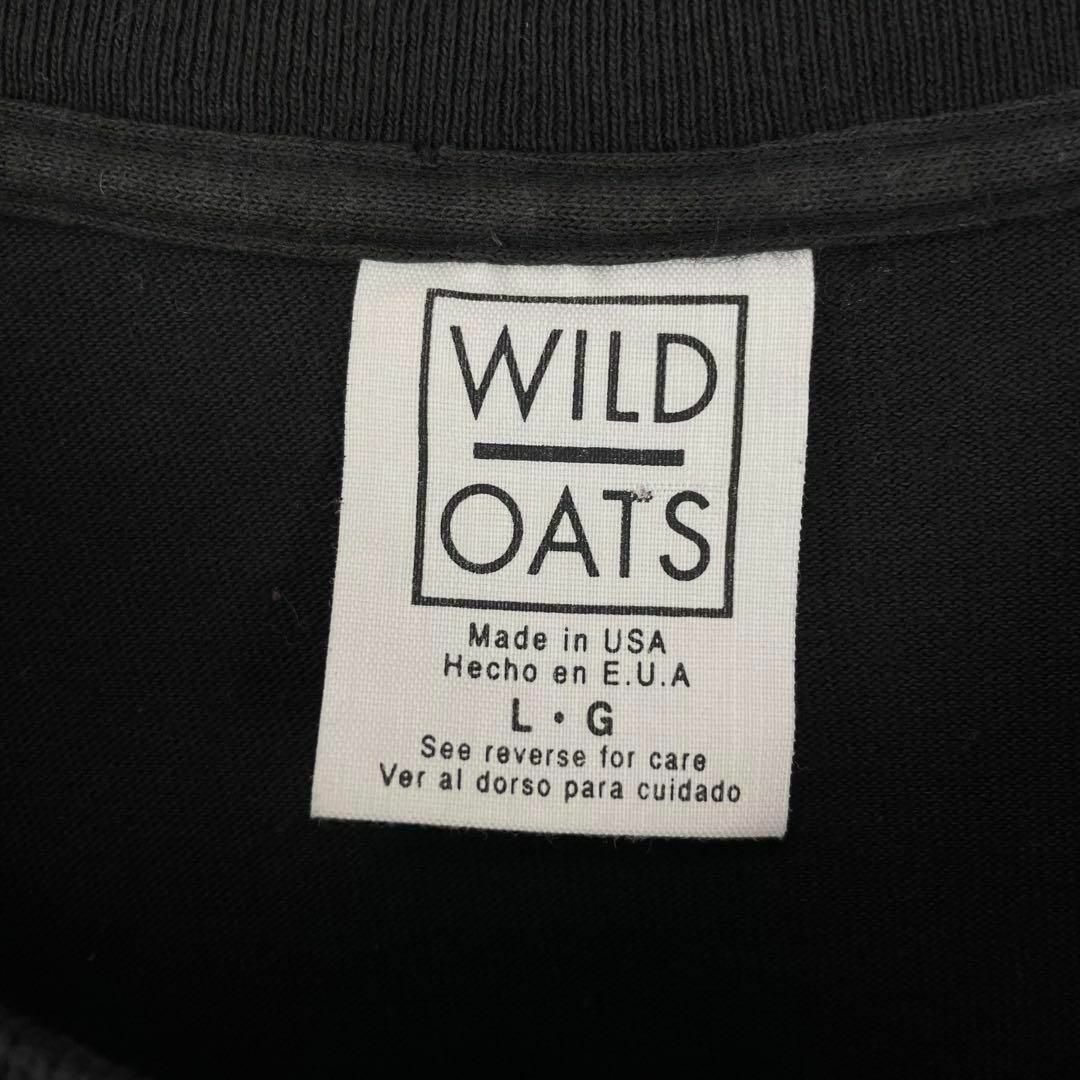 WILD
OATS
Made in USA
Hecho en E.U.A
L • G
See reverse for care
Ver al dorso para cuidado